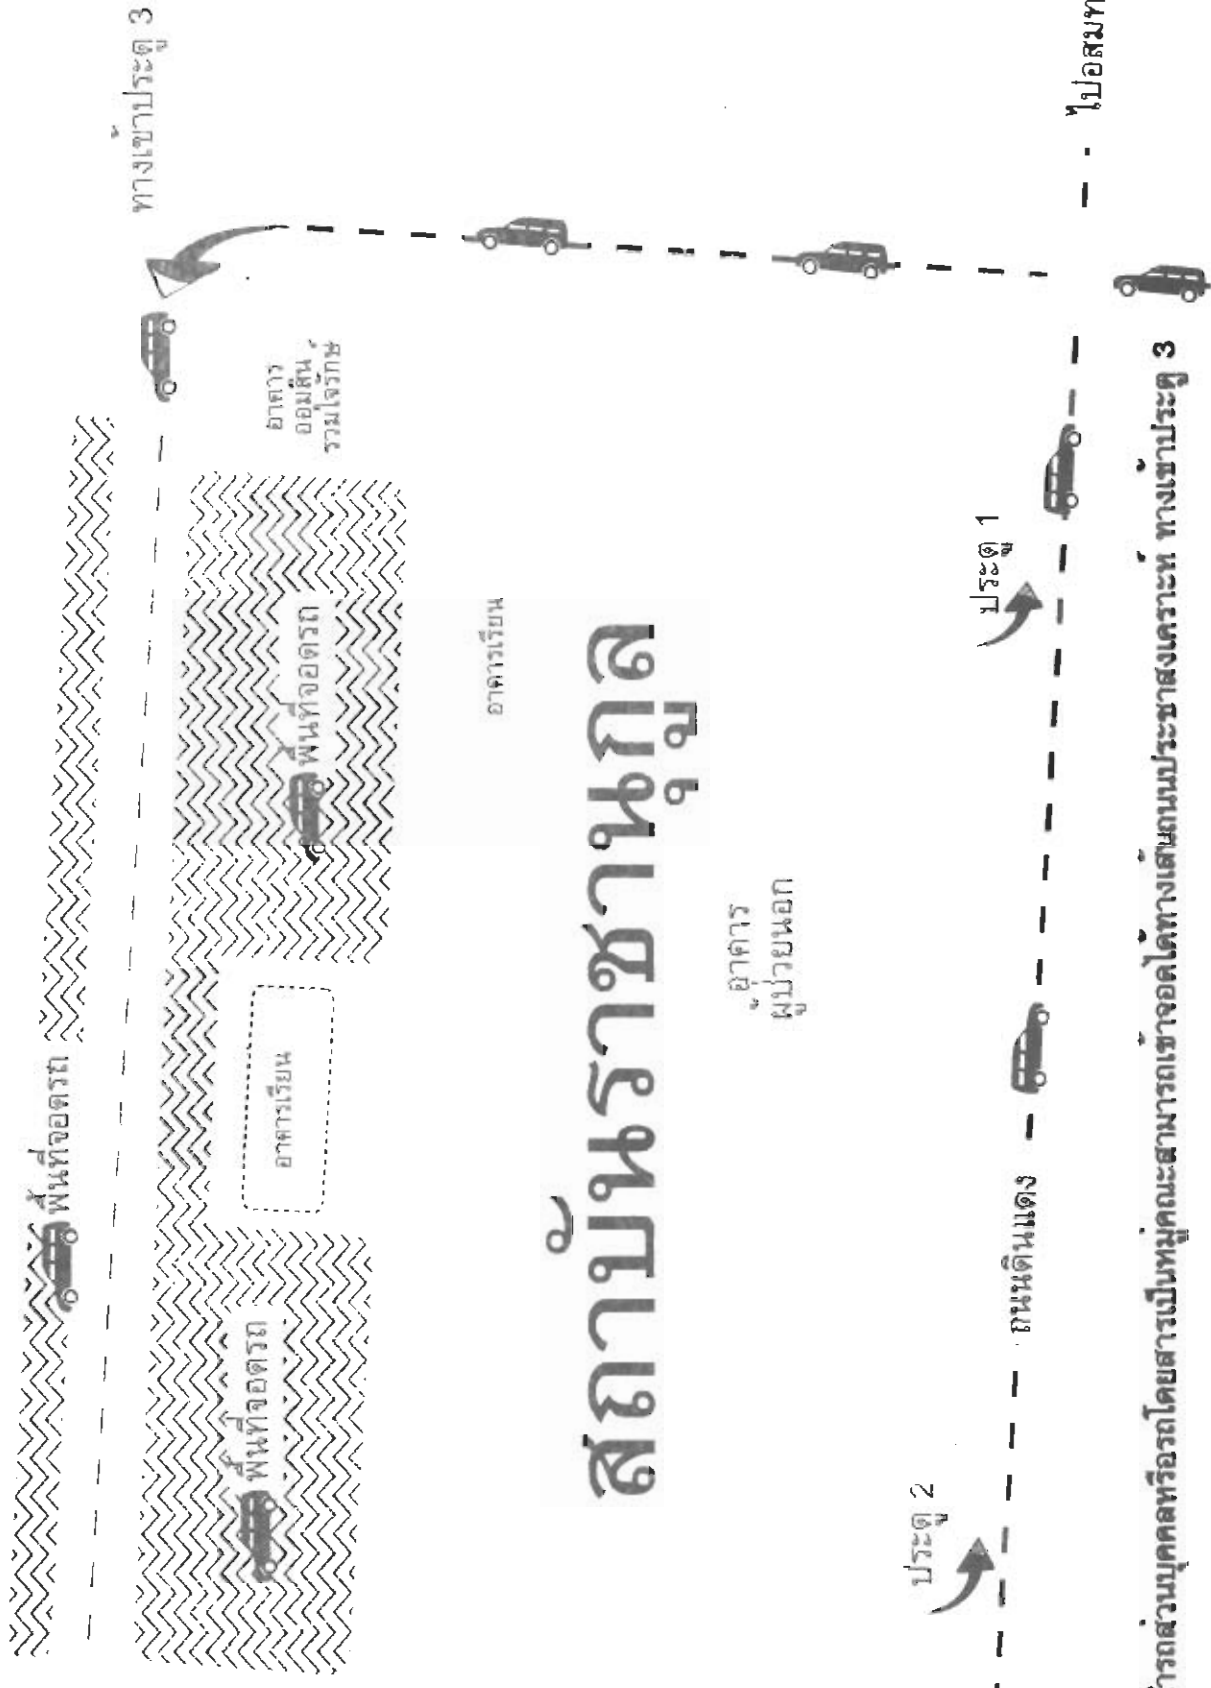 ทางเข้าประตู 3
พื้นที่จอดรถ
อาคาร
ออมสิน
รวมใจรักษ์
พื้นที่จอดรถ
อาคารเรียน
พื้นที่จอดรถ
อาคารเรียน
สถาบันราชานุกูล
อาคาร
ผู้ป่วยนอก
ประตู 1
ประตู 2
ถนนดินแดง
ไปอสมท
รถส่วนบุคคลหรือรถโดยสารเป็นหมู่คณะสามารถเข้าจอดได้ทางเส้นถนนประชาสงเคราะห์ ทางเข้าประตู 3